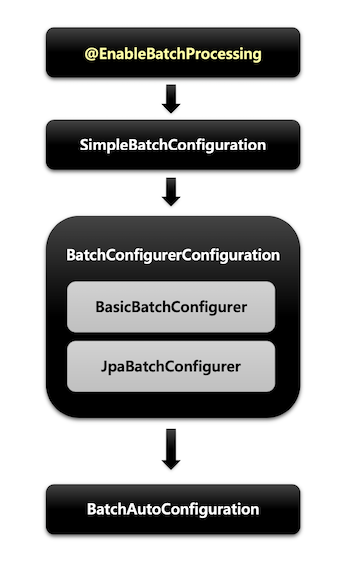 @EnableBatchProcessing
SimpleBatchConfiguration
BatchConfigurerConfiguration
BasicBatchConfigurer
JpaBatchConfigurer
BatchAutoConfiguration